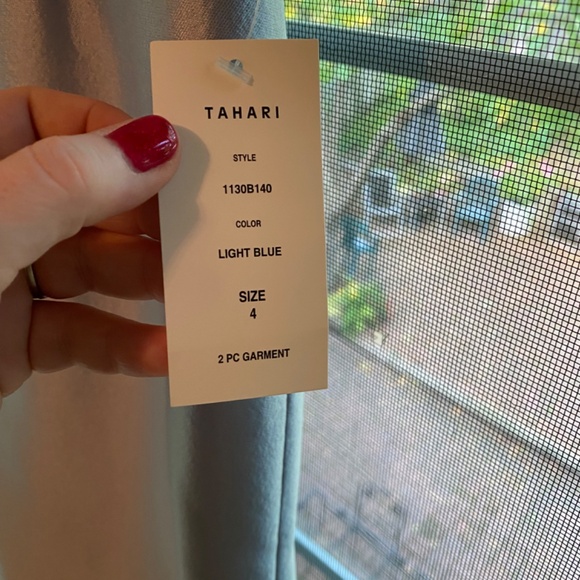 TAHARI
STYLE
1130B140
COLOR
LIGHT BLUE
SIZE
4
2 PC GARMENT